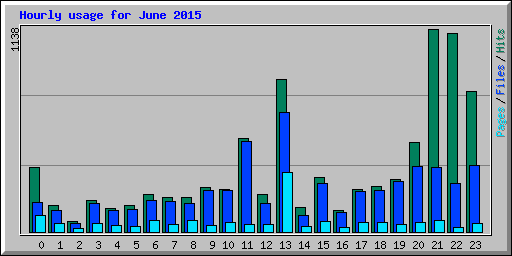 Hourly usage for June 2015
1138
Pages / Files / Hits
0 1 2 3 4 5 6 7 8 9 10 11 12 13 14 15 16 17 18 19 20 21 22 23